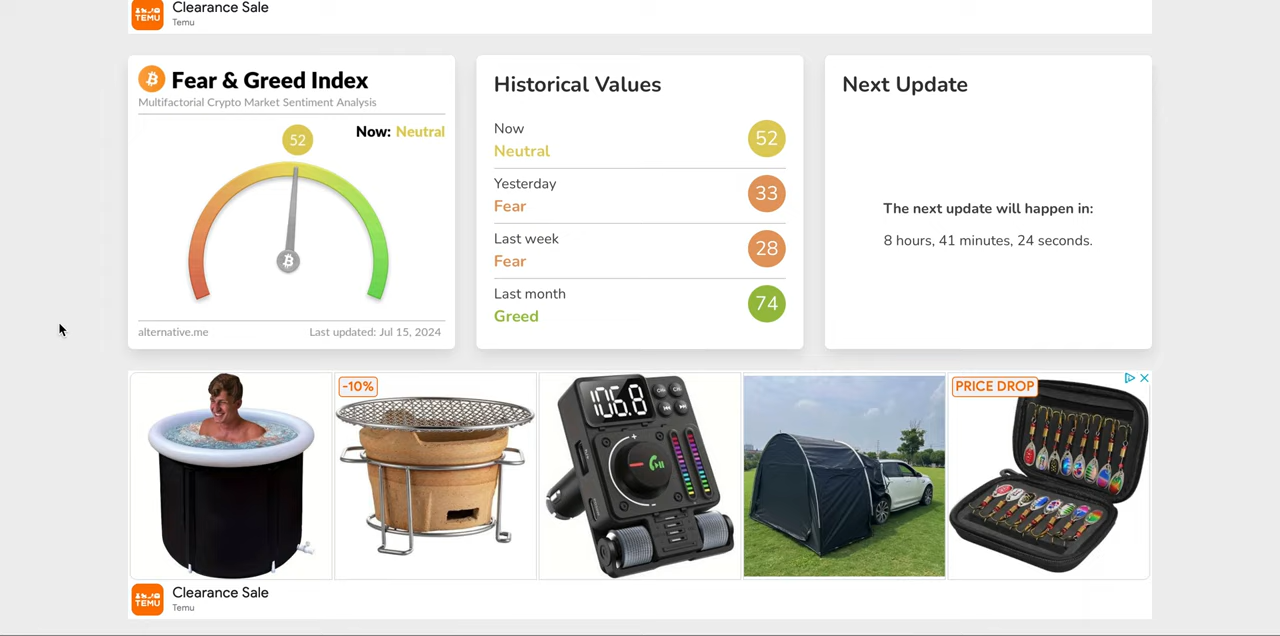 TEMU
Clearance Sale
Temu
Fear & Greed Index
Multifactorial Crypto Market Sentiment Analysis
Now: Neutral
52
alternative.me
Last updated: Jul 15, 2024
Historical Values
Now
Neutral
52
Yesterday
Fear
33
Last week
Fear
28
Last month
Greed
74
Next Update
The next update will happen in:
8 hours, 41 minutes, 24 seconds.
-10%
106.8
PRICE DROP
TEMU
Clearance Sale
Temu